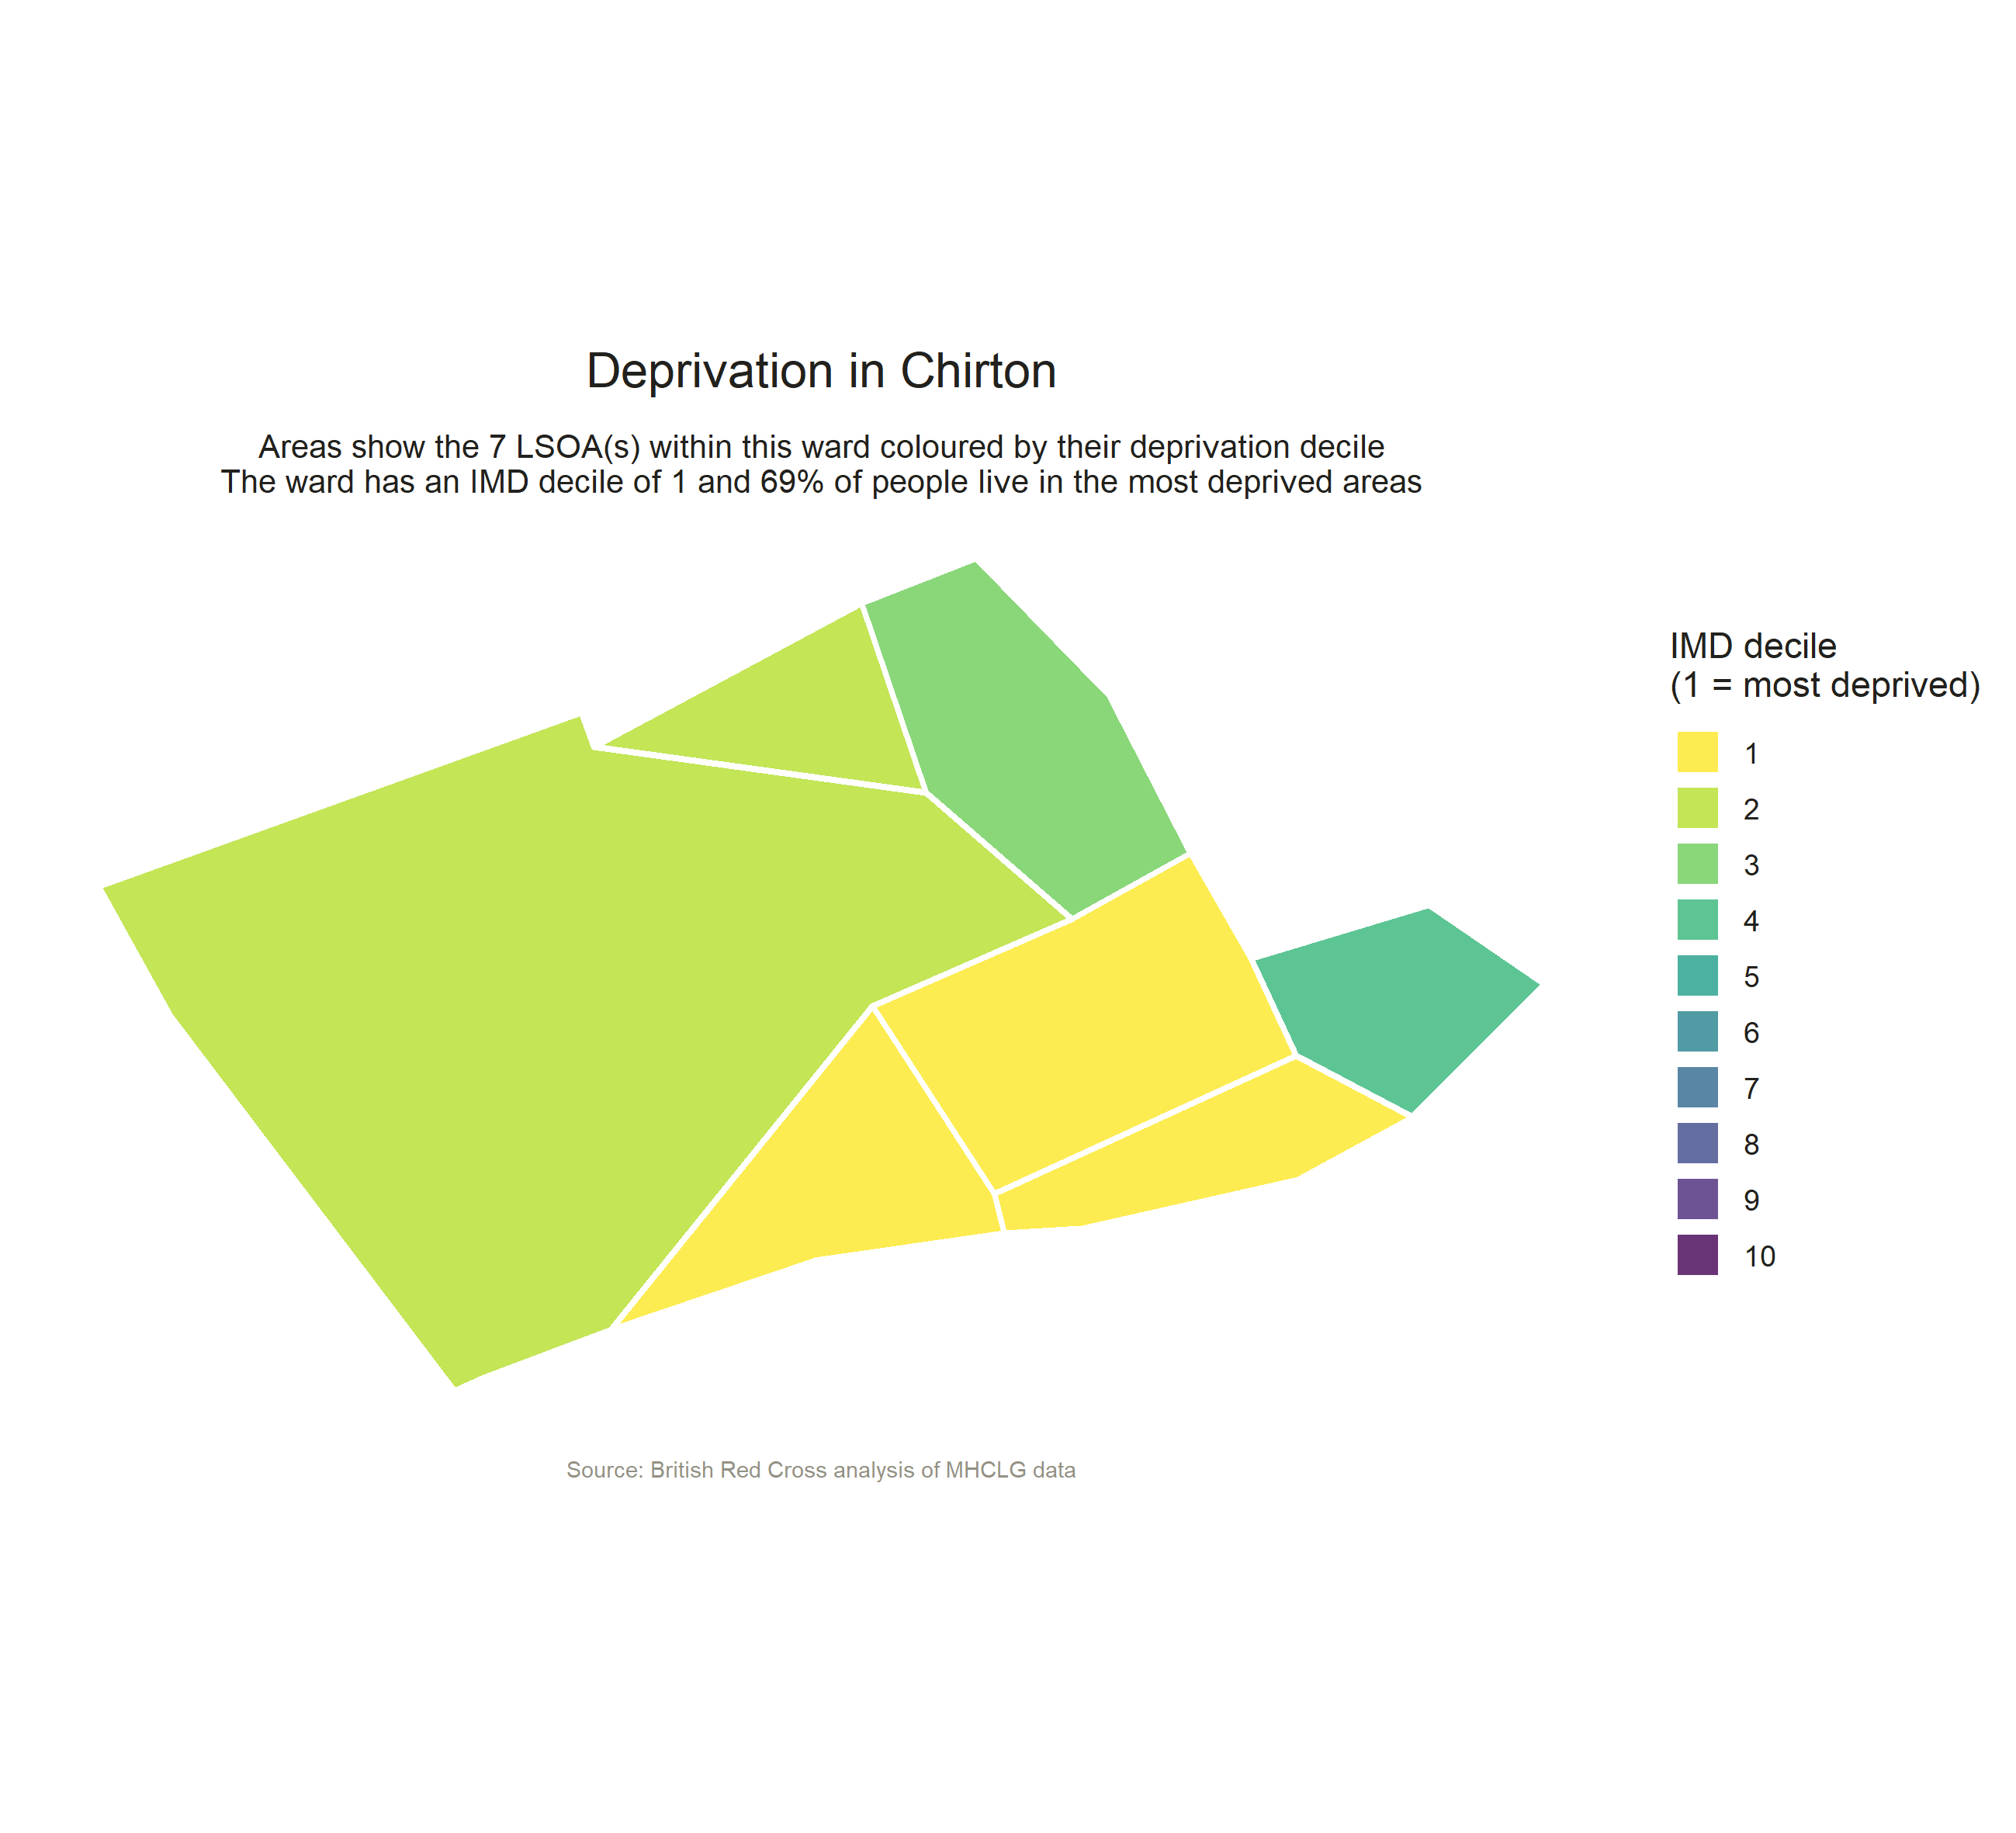 Deprivation in Chirton
Areas show the 7 LSOA(s) within this ward coloured by their deprivation decile
The ward has an IMD decile of 1 and 69% of people live in the most deprived areas
IMD decile
(1 = most deprived)
1
2
3
4
5
6
7
8
9
10
Source: British Red Cross analysis of MHCLG data